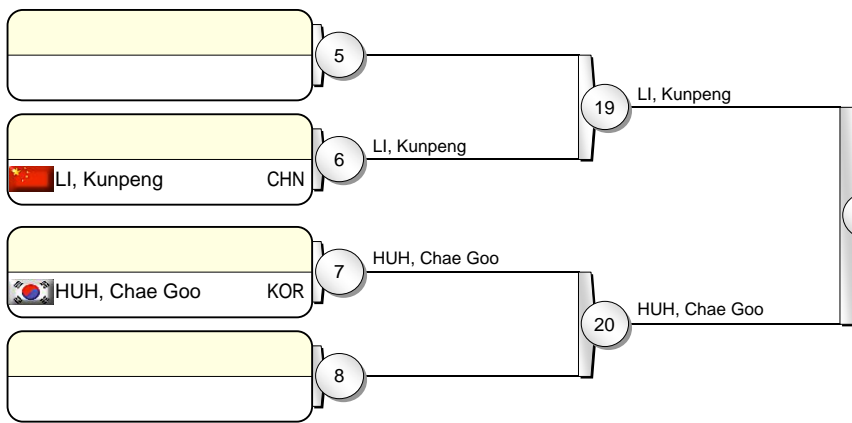 5
LI, Kunpeng
19
LI, Kunpeng
6
LI, Kunpeng CHN
HUH, Chae Goo
7
HUH, Chae Goo KOR
HUH, Chae Goo
20
8